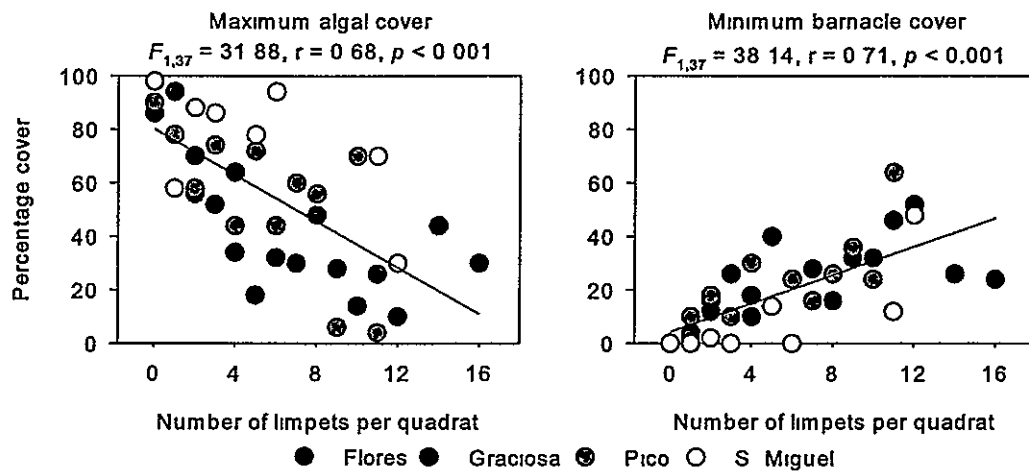 Maximum algal cover
F1,37 = 31 88, r = 0 68, p < 0 001
Minimum barnacle cover
F1,37 = 38 14, r = 0 71, p < 0.001
Percentage cover
100
80
60
40
20
0
0 4 8 12 16
Number of limpets per quadrat
100
80
60
40
20
0
0 4 8 12 16
Number of limpets per quadrat
Flores Graciosa Pico S Miguel